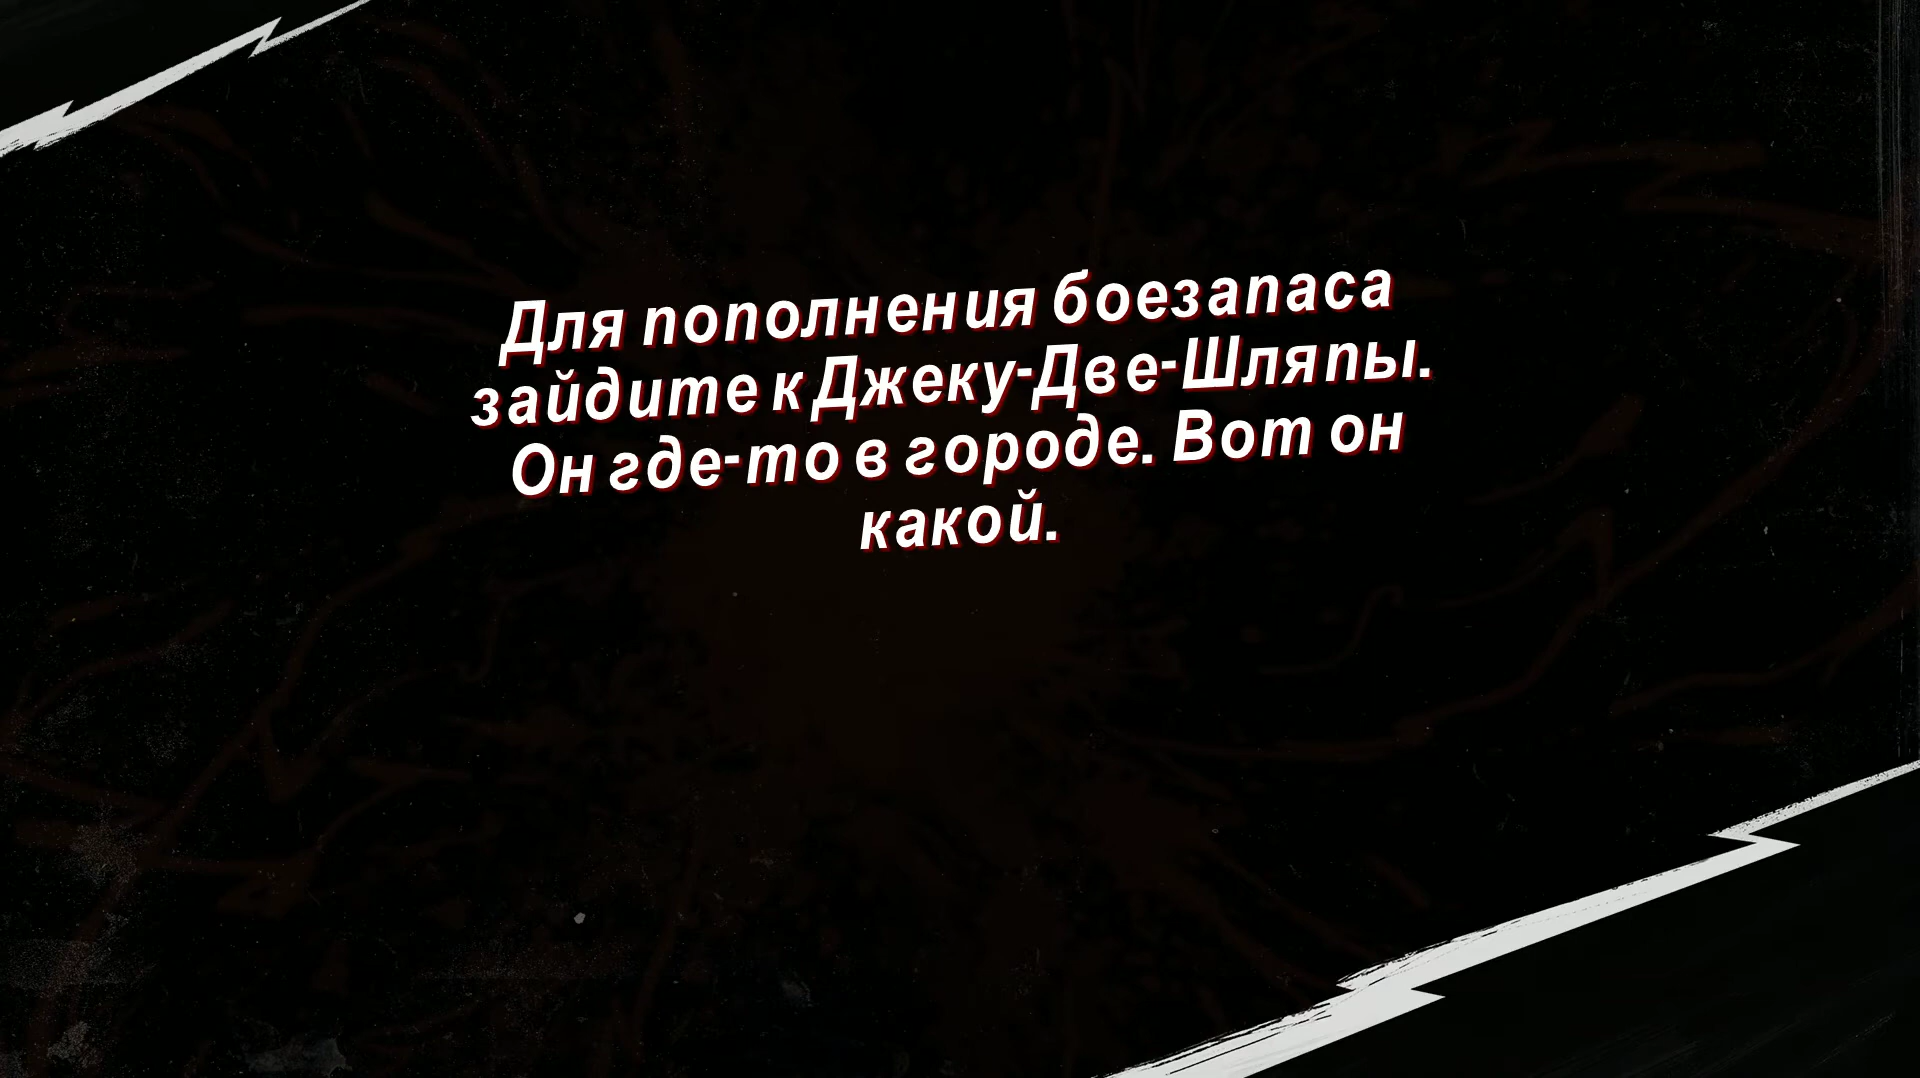 Для пополнения боезапаса
зайдите к Джеку-Две-Шляпы.
Он где-то в городе. Вот он
какой.